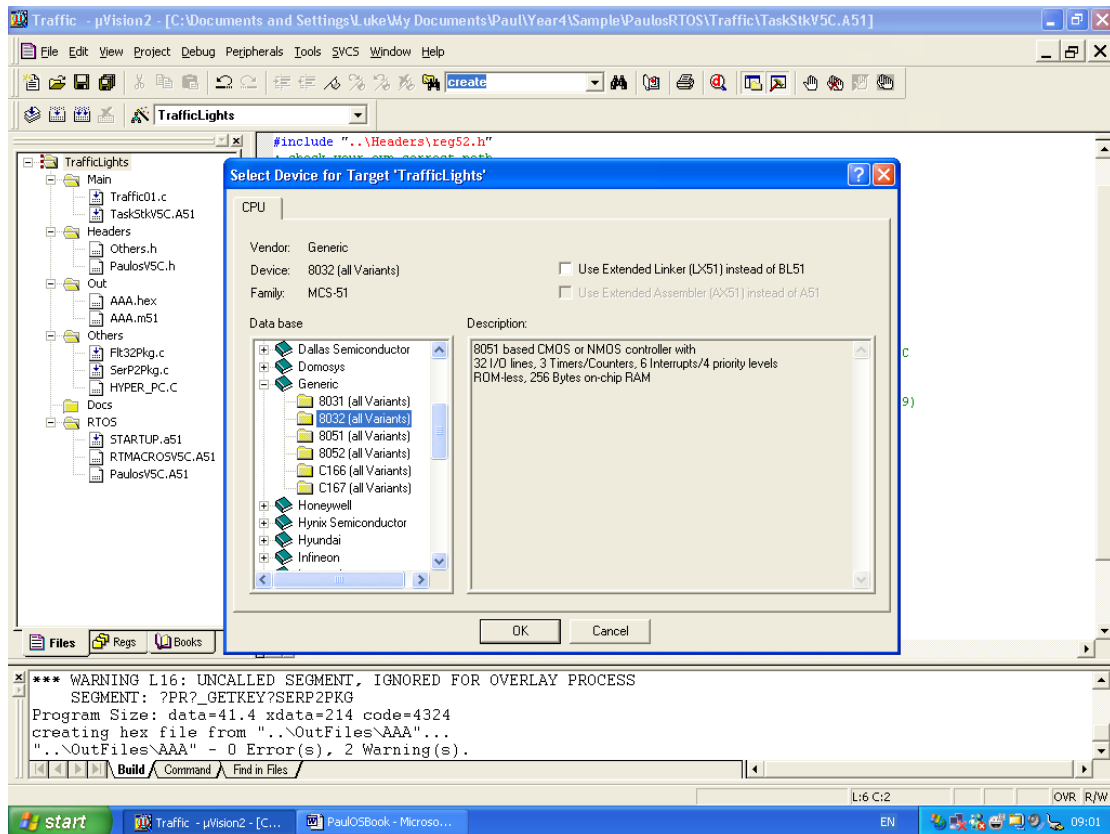 Traffic - µVision2 - [C:\Documents and Settings\Luke\My Documents\Paul\Year4\Sample\PaulosRTOS\Traffic\TaskStkV5C.A51]
File Edit View Project Debug Peripherals Tools SVCS Window Help
create
TrafficLights
#include "..\Headers\reg52.h"
TrafficLights
Main
Traffic01.c
TaskStkV5C.A51
Headers
Others.h
PaulosV5C.h
Out
AAA.hex
AAA.m51
Others
Flt32Pkg.c
SerP2Pkg.c
HYPER_PC.C
Docs
RTOS
STARTUP.a51
RTMACROSV5C.A51
PaulosV5C.A51
Files Regs Books
Select Device for Target 'TrafficLights'
CPU
Vendor: Generic
Device: 8032 (all Variants)
Family: MCS-51
Use Extended Linker (LX51) instead of BL51
Use Extended Assembler (AX51) instead of A51
Data base
Dallas Semiconductor
Domosys
Generic
8031 (all Variants)
8032 (all Variants)
8051 (all Variants)
8052 (all Variants)
C166 (all Variants)
C167 (all Variants)
Honeywell
Hynix Semiconductor
Hyundai
Infineon
Description:
8051 based CMOS or NMOS controller with
32 I/O lines, 3 Timers/Counters, 6 Interrupts/4 priority levels
ROM-less, 256 Bytes on-chip RAM
OK Cancel
C
9)
*** WARNING L16: UNCALLED SEGMENT, IGNORED FOR OVERLAY PROCESS
SEGMENT: ?PR?_GETKEY?SERP2PKG
Program Size: data=41.4 xdata=214 code=4324
creating hex file from "..\OutFiles\AAA"...
"..\OutFiles\AAA" - 0 Error(s), 2 Warning(s).
Build Command Find in Files
L:6 C:2 OVR R/W
start Traffic - µVision2 - [C... PaulOSBook - Microso... EN 09:01